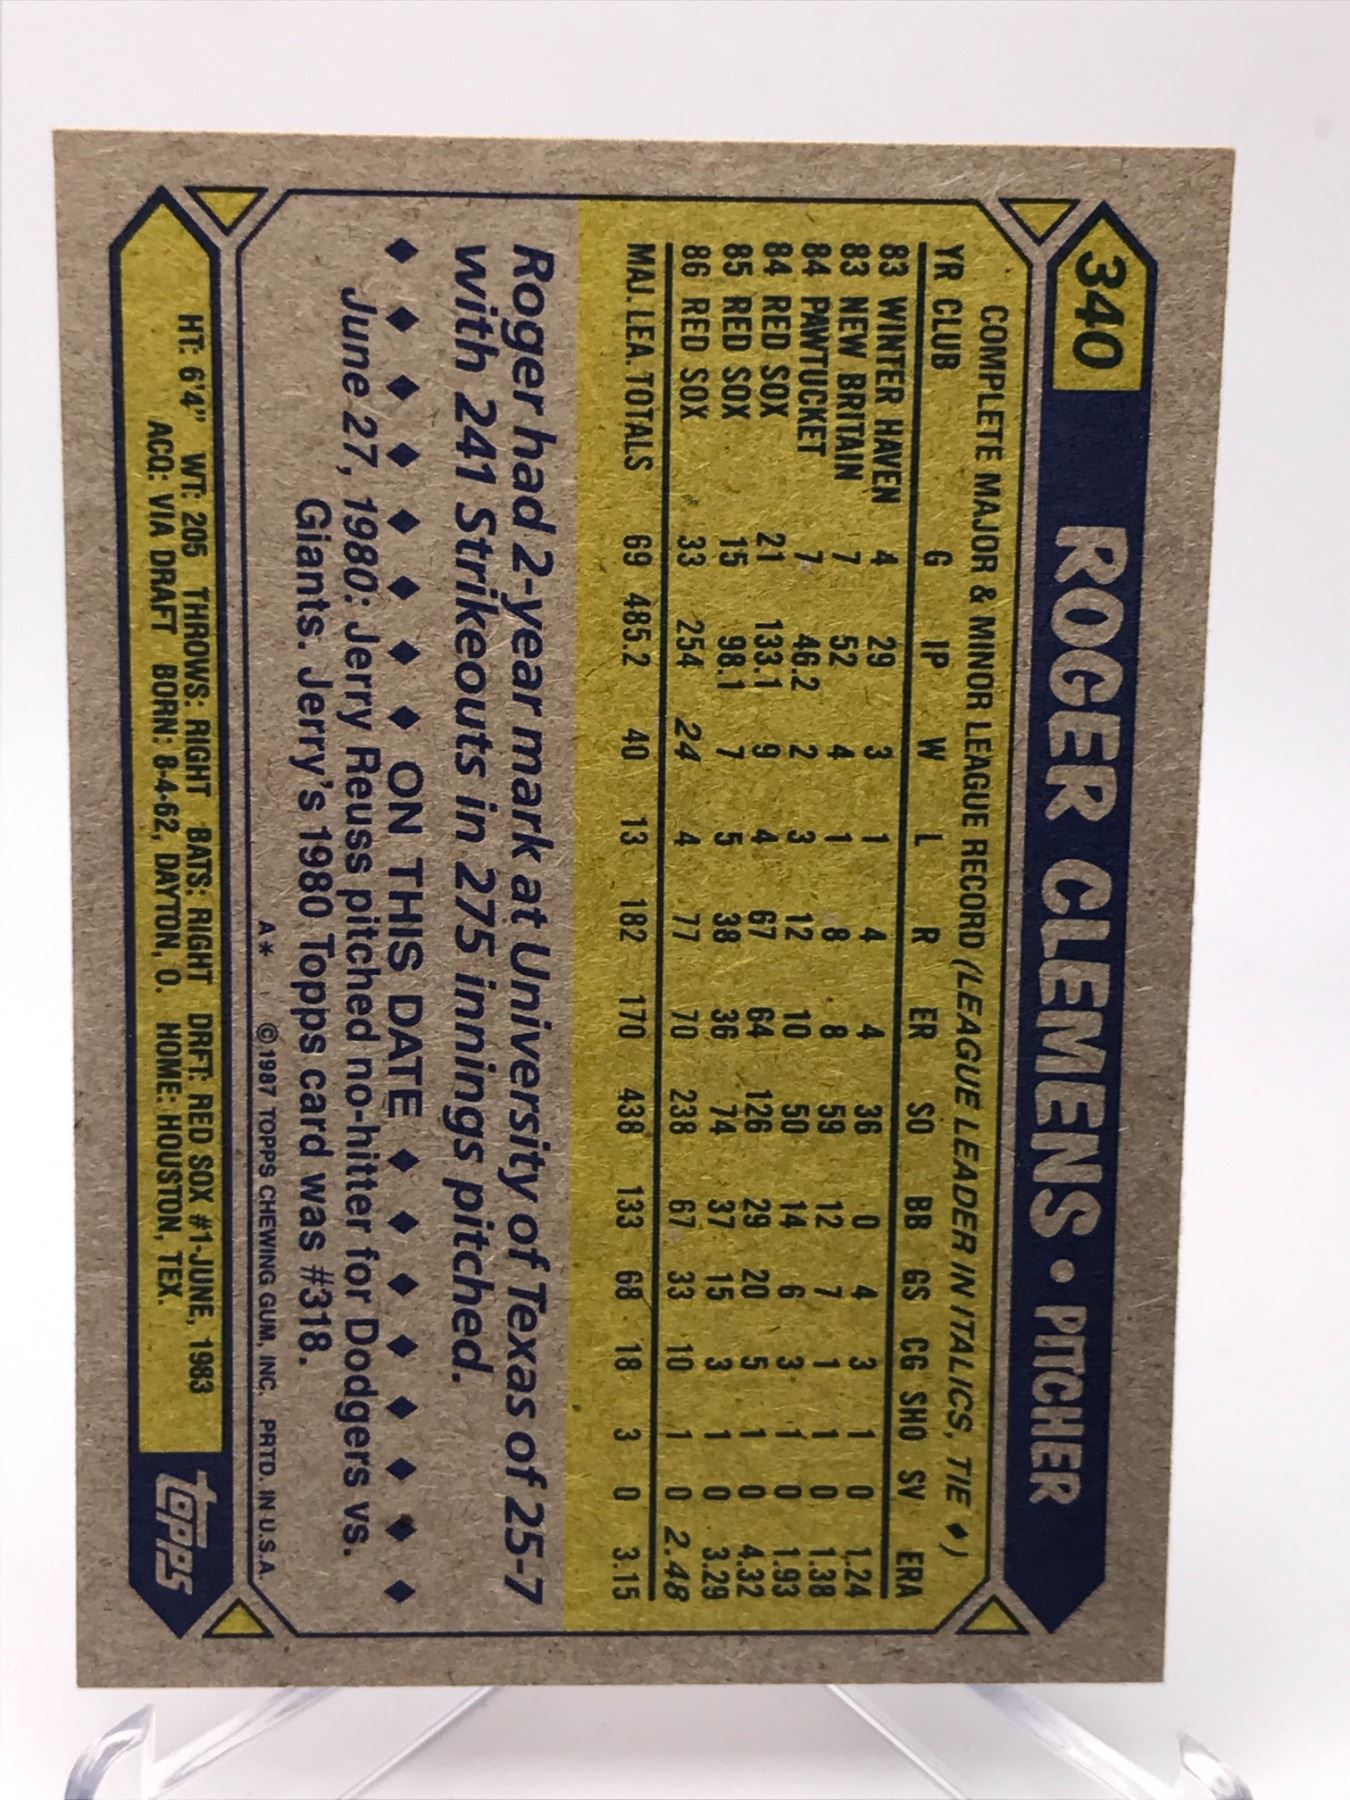 340 ROGER CLEMENS • PITCHER
COMPLETE MAJOR & MINOR LEAGUE RECORD (LEAGUE LEADER IN ITALICS, TIE ♦)
YR CLUB G IP W L R ER SO BB GS CG SHO SV ERA
83 WINTER HAVEN 4 29 3 1 4 4 36 0 4 3 1 0 1.24
83 NEW BRITAIN 7 52 4 1 8 8 59 12 7 1 1 0 1.38
84 PAWTUCKET 7 46.2 2 3 12 10 50 14 6 3 1 0 1.93
84 RED SOX 21 133.1 9 4 67 64 126 29 20 5 1 0 4.32
85 RED SOX 15 98.1 7 5 38 36 74 37 15 3 1 0 3.29
86 RED SOX 33 254 24 4 77 70 238 67 33 10 1 0 2.48
MAJ. LEA. TOTALS 69 485.2 40 13 182 170 438 133 68 18 3 0 3.15
Roger had 2-year mark at University of Texas of 25-7
with 241 Strikeouts in 275 innings pitched.
♦ ♦ ♦ ♦ ♦ ♦ ♦ ♦ ON THIS DATE ♦ ♦ ♦ ♦ ♦ ♦ ♦ ♦
June 27, 1980: Jerry Reuss pitched no-hitter for Dodgers vs.
Giants. Jerry's 1980 Topps card was #318.
A* © 1987 TOPPS CHEWING GUM, INC. PRTD. IN U.S.A.
HT: 6'4" WT: 205 THROWS: RIGHT BATS: RIGHT DRFT: RED SOX #1-JUNE, 1983
ACQ: VIA DRAFT BORN: 8-4-62, DAYTON, O. HOME: HOUSTON, TEX.
topps